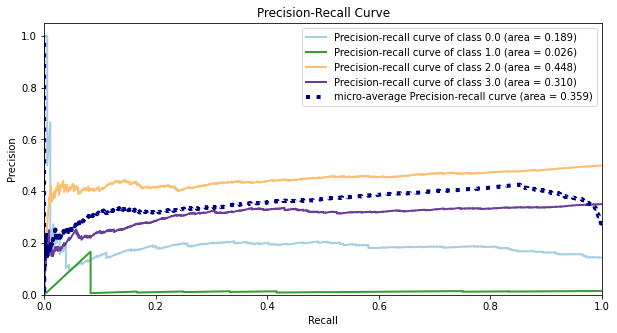 Precision-Recall Curve
Precision
1.0
0.8
0.6
0.4
0.2
0.0
Precision-recall curve of class 0.0 (area = 0.189)
Precision-recall curve of class 1.0 (area = 0.026)
Precision-recall curve of class 2.0 (area = 0.448)
Precision-recall curve of class 3.0 (area = 0.310)
micro-average Precision-recall curve (area = 0.359)
0.0 0.2 0.4 0.6 0.8 1.0
Recall